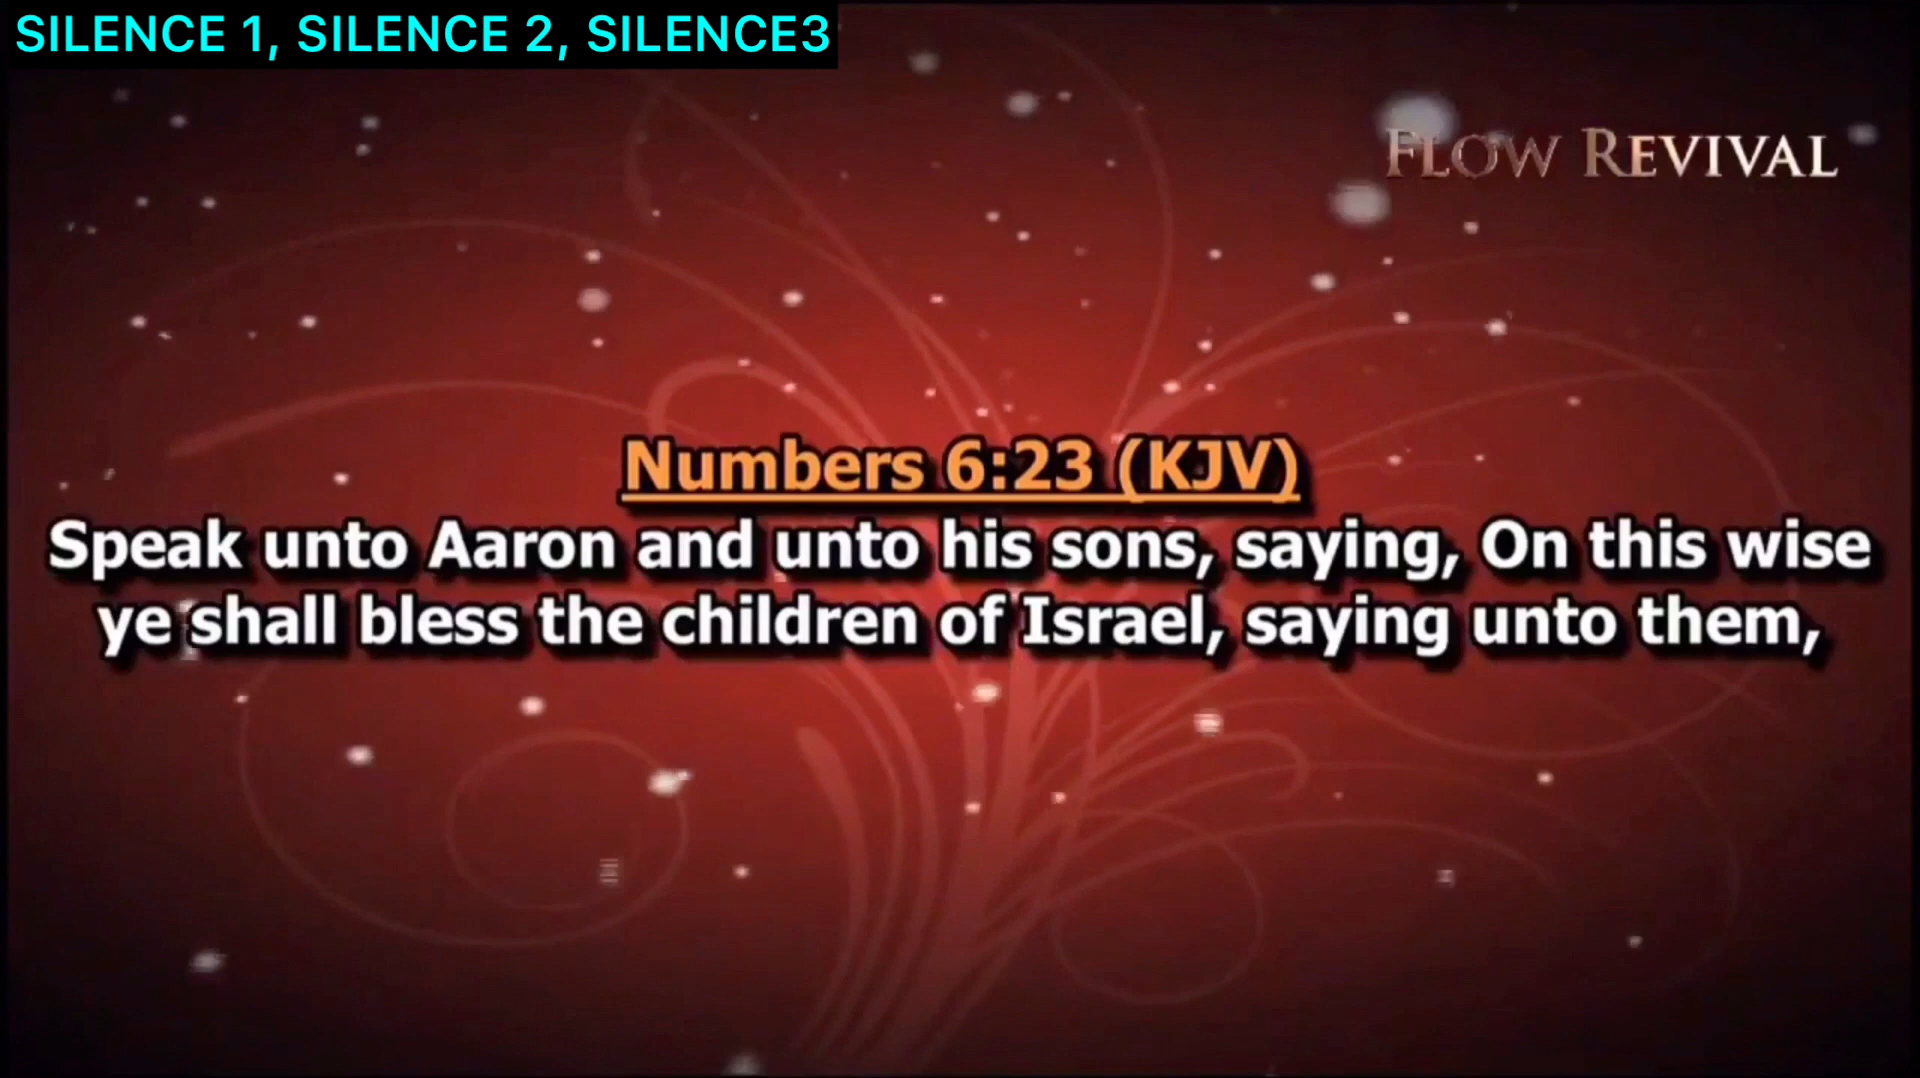 SILENCE 1, SILENCE 2, SILENCE3
FLOW REVIVAL
Numbers 6:23 (KJV)
Speak unto Aaron and unto his sons, saying, On this wise
ye shall bless the children of Israel, saying unto them,